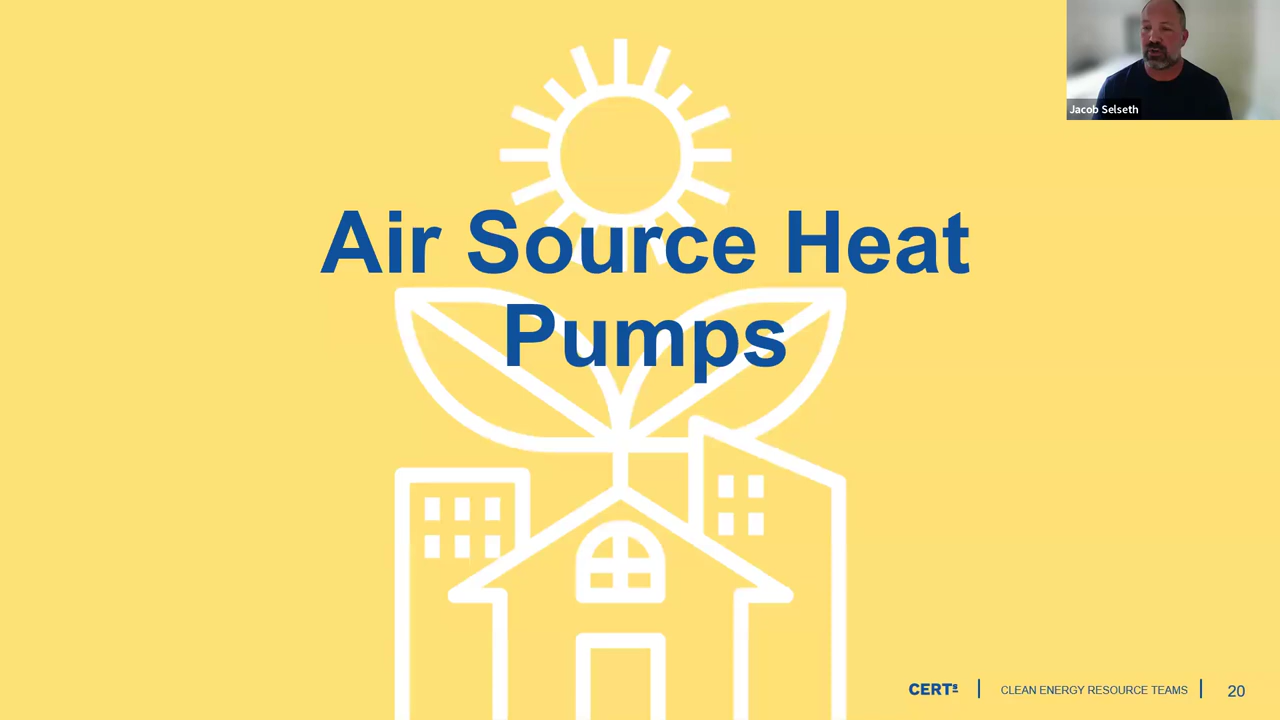 Jacob Selseth
Air Source Heat
Pumps
CERTs
CLEAN ENERGY RESOURCE TEAMS
20